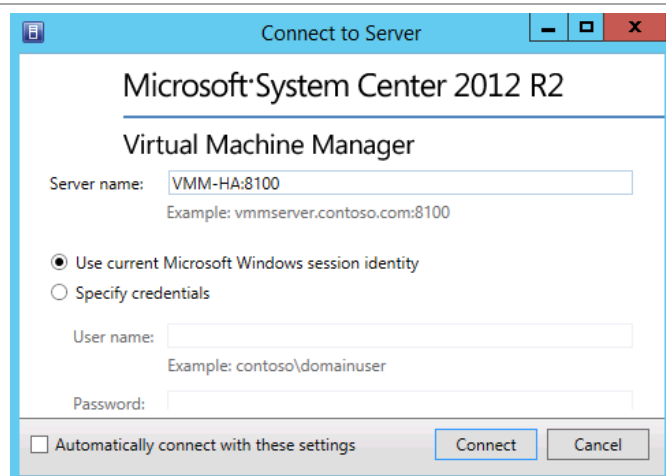 Connect to Server
Microsoft System Center 2012 R2
Virtual Machine Manager
Server name: VMM-HA:8100
Example: vmmserver.contoso.com:8100
Use current Microsoft Windows session identity
Specify credentials
User name:
Example: contoso\domainuser
Password:
Automatically connect with these settings Connect Cancel